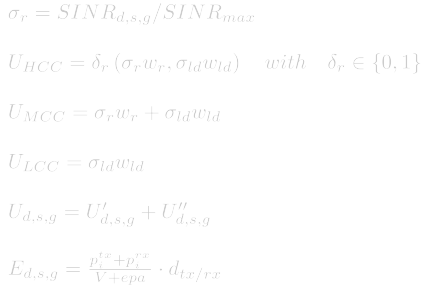 σ_r = SINR_{d,s,g}/SINR_{max}
U_{HCC} = δ_r (σ_r w_r, σ_{ld} w_{ld}) with δ_r ∈ {0, 1}
U_{MCC} = σ_r w_r + σ_{ld} w_{ld}
U_{LCC} = σ_{ld} w_{ld}
U_{d,s,g} = U'_{d,s,g} + U''_{d,s,g}
E_{d,s,g} = \frac{p_i^{tx} + p_i^{rx}}{V + epa} · d_{tx/rx}